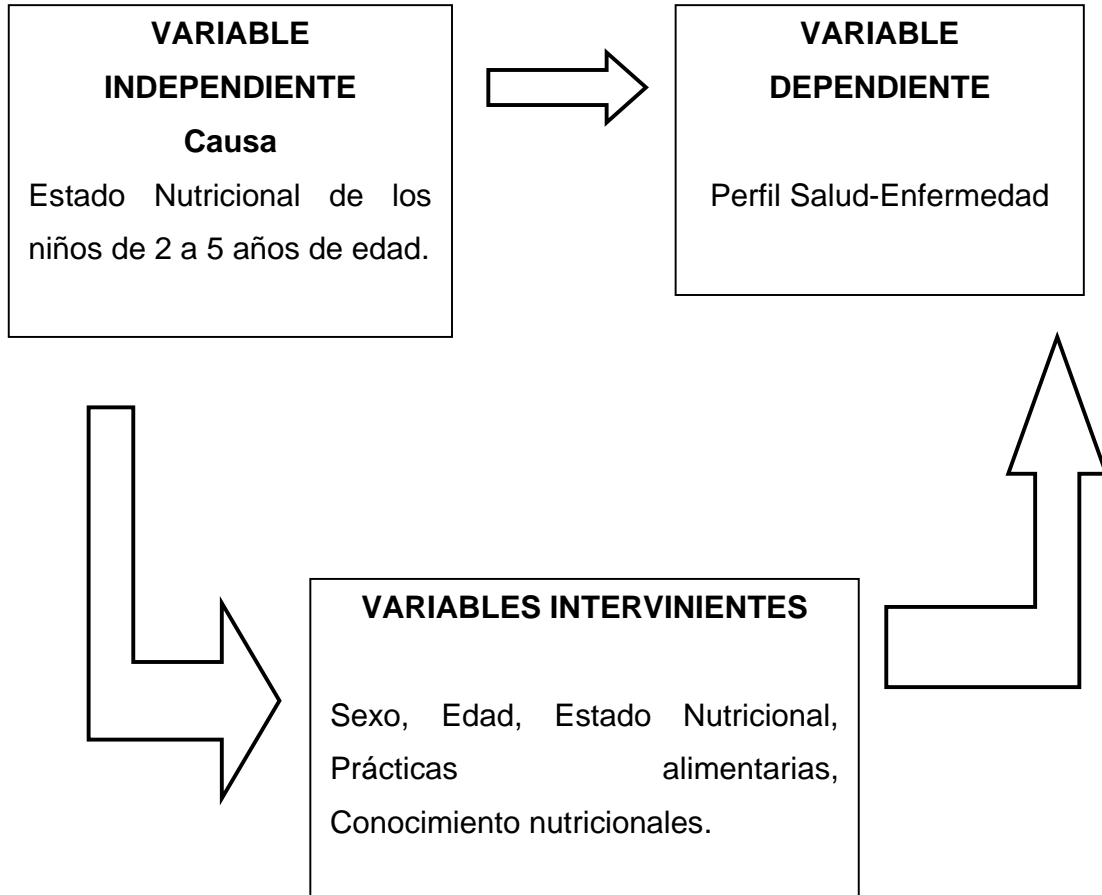 VARIABLE
INDEPENDIENTE
Causa
Estado Nutricional de los
niños de 2 a 5 años de edad.
VARIABLE
DEPENDIENTE
Perfil Salud-Enfermedad
VARIABLES INTERVINIENTES
Sexo, Edad, Estado Nutricional,
Prácticas alimentarias,
Conocimiento nutricionales.